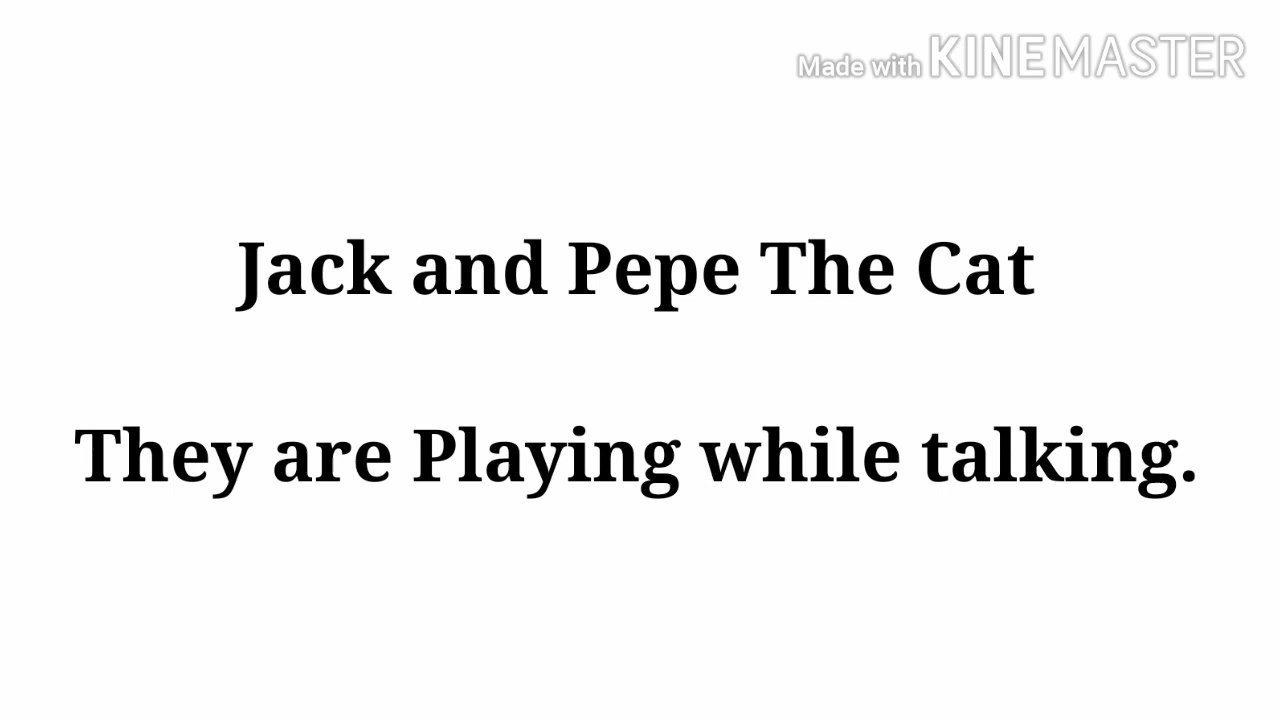 Made with KINEMASTER
Jack and Pepe The Cat
They are Playing while talking.